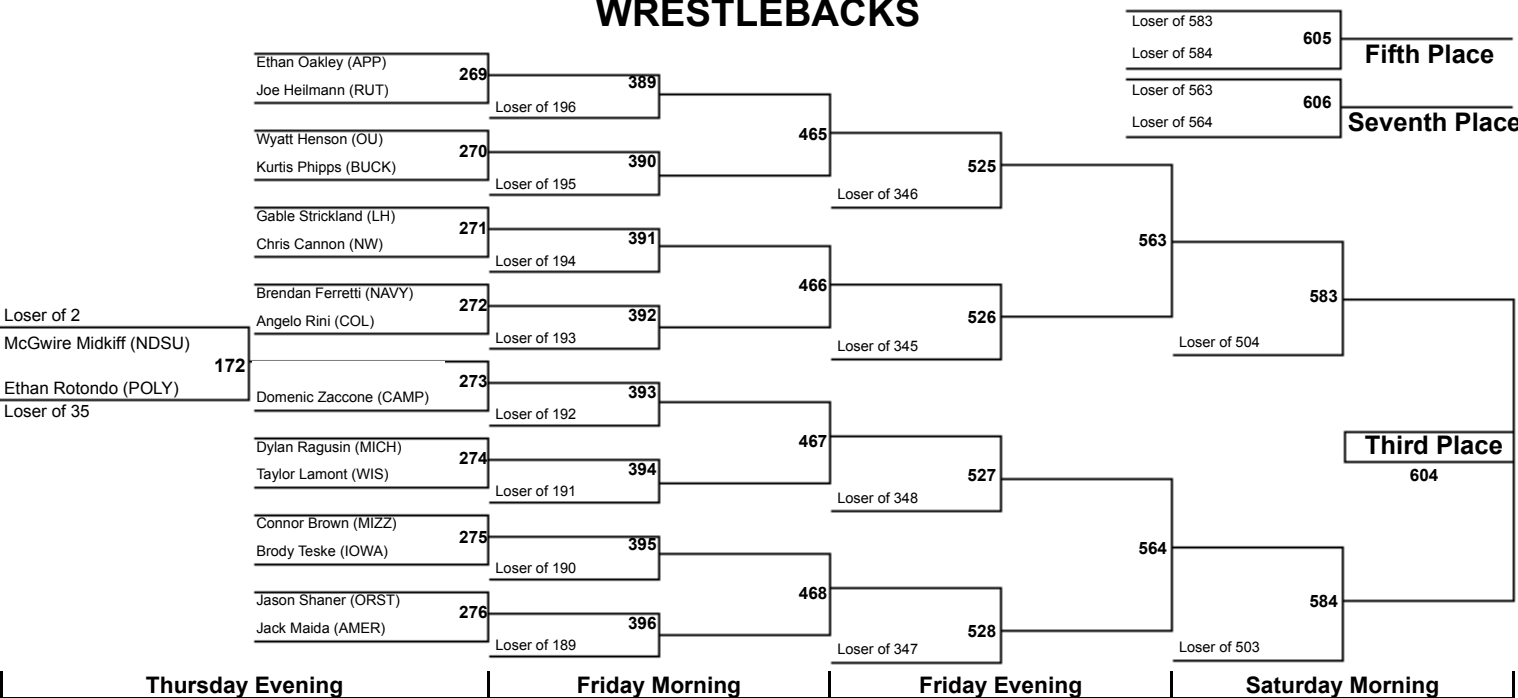 WRESTLEBACKS
Loser of 583
605
Loser of 584
Fifth Place
Loser of 563
606
Loser of 564
Seventh Place
Loser of 2
McGwire Midkiff (NDSU)
172
Ethan Rotondo (POLY)
Loser of 35
Ethan Oakley (APP)
269
Joe Heilmann (RUT)
Wyatt Henson (OU)
270
Kurtis Phipps (BUCK)
Gable Strickland (LH)
271
Chris Cannon (NW)
Brendan Ferretti (NAVY)
272
Angelo Rini (COL)
273
Domenic Zaccone (CAMP)
Dylan Ragusin (MICH)
274
Taylor Lamont (WIS)
Connor Brown (MIZZ)
275
Brody Teske (IOWA)
Jason Shaner (ORST)
276
Jack Maida (AMER)
389
Loser of 196
390
Loser of 195
391
Loser of 194
392
Loser of 193
393
Loser of 192
394
Loser of 191
395
Loser of 190
396
Loser of 189
465
466
467
468
525
Loser of 346
526
Loser of 345
527
Loser of 348
528
Loser of 347
563
564
583
Loser of 504
584
Loser of 503
Third Place
604
Thursday Evening
Friday Morning
Friday Evening
Saturday Morning